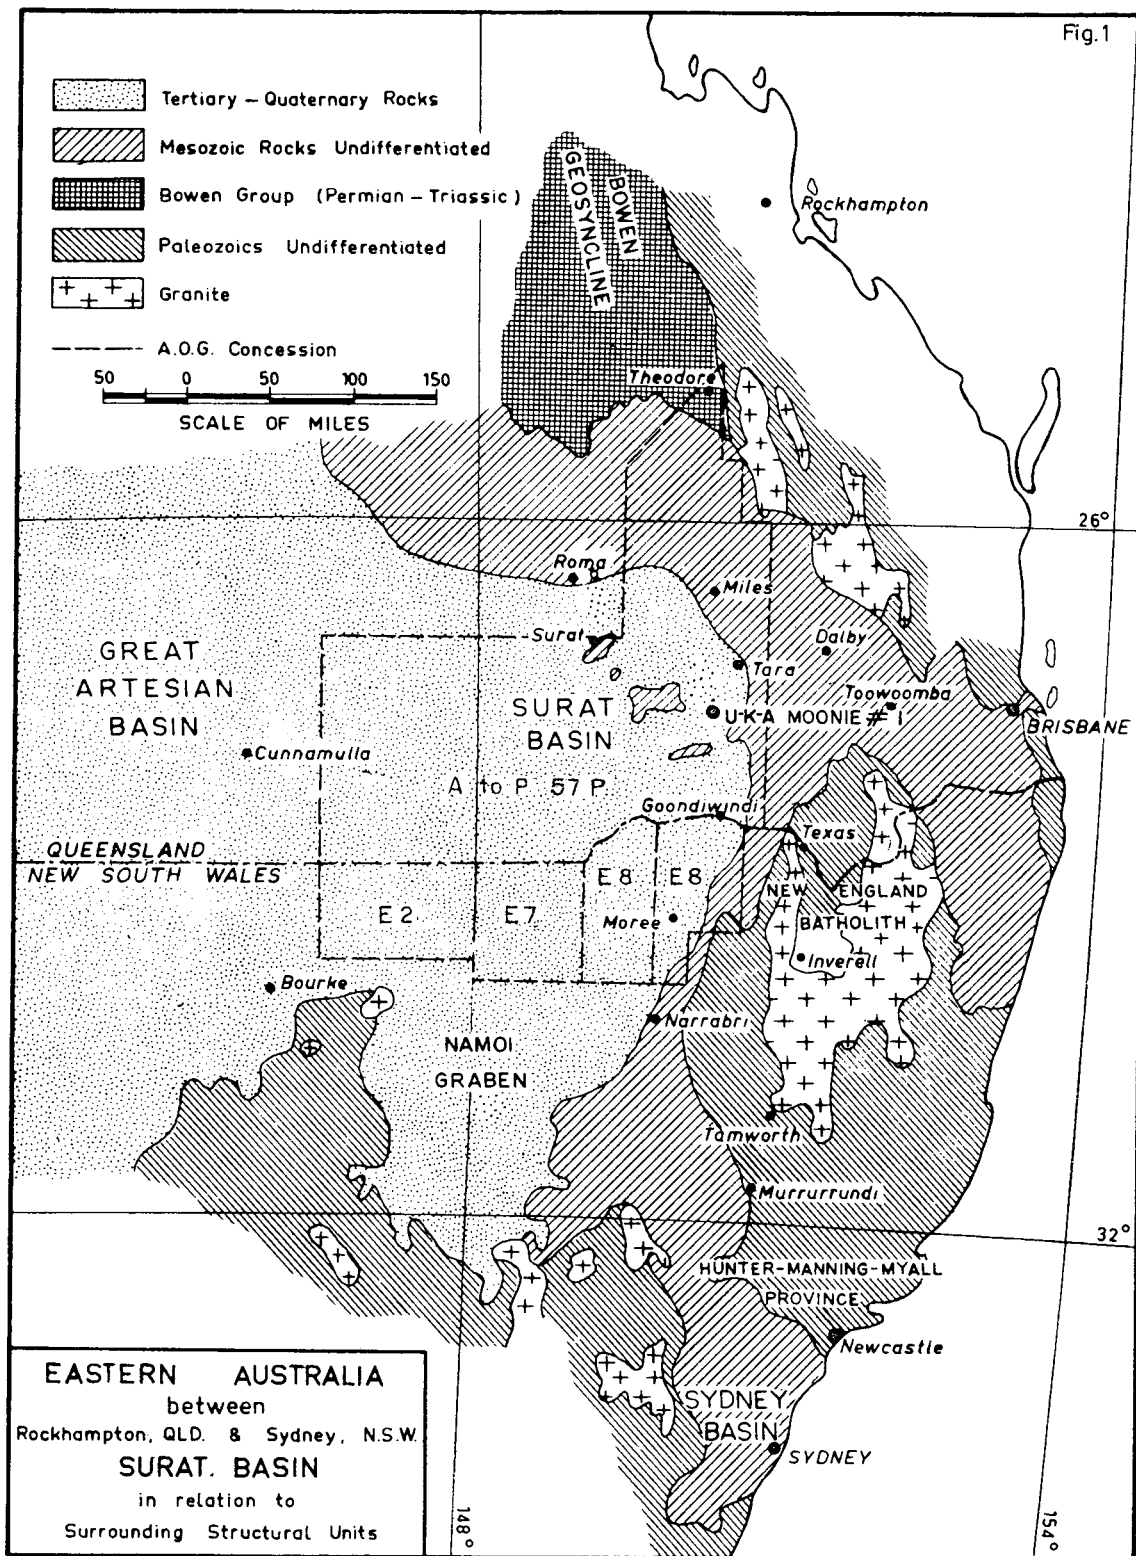 Fig.1
Tertiary – Quaternary Rocks
Mesozoic Rocks Undifferentiated
Bowen Group (Permian – Triassic)
Paleozoics Undifferentiated
Granite
A.O.G. Concession
50 0 50 100 150
SCALE OF MILES
BOWEN
GEOSYNCLINE
Rockhampton
Theodore
26°
Roma
Miles
Surat
Dalby
Tara
GREAT
ARTESIAN
BASIN
SURAT
BASIN
Toowoomba
U-K-A MOONIE # 1
BRISBANE
Cunnamulla
A to P 57 P
Goondiwindi
Texas
QUEENSLAND
NEW SOUTH WALES
E 2
E 7
E 8
E 8
NEW ENGLAND
BATHOLITH
Moree
Inverell
Bourke
Narrabri
NAMOI
GRABEN
Tamworth
Murrurrundi
32°
HUNTER-MANNING-MYALL
PROVINCE
Newcastle
SYDNEY
BASIN
SYDNEY
148°
154°
EASTERN AUSTRALIA
between
Rockhampton, QLD. & Sydney, N.S.W.
SURAT. BASIN
in relation to
Surrounding Structural Units